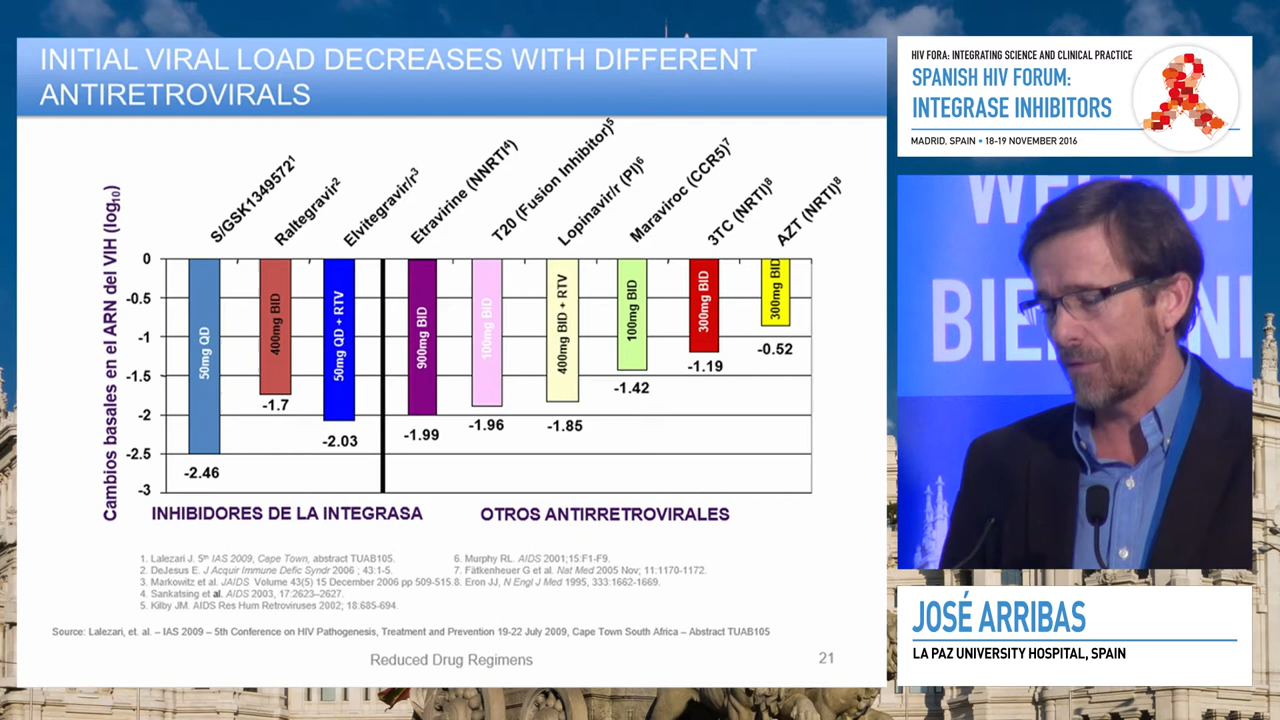 INITIAL VIRAL LOAD DECREASES WITH DIFFERENT
ANTIRETROVIRALS
Cambios basales en el ARN del VIH (log10)
S/GSK1349572¹
Raltegravir²
Elvitegravir/r³
Etravirine (NNRTI⁴)
T20 (Fusion Inhibitor)⁵
Lopinavir/r (PI)⁶
Maraviroc (CCR5)⁷
3TC (NRTI)⁸
AZT (NRTI)⁸
0
-0.5
-1
-1.5
-2
-2.5
-3
50mg QD
400mg BID
50mg QD + RTV
900mg BID
100mg BID
400mg BID + RTV
100mg BID
300mg BID
300mg BID
-2.46
-1.7
-2.03
-1.99
-1.96
-1.85
-1.42
-1.19
-0.52
INHIBIDORES DE LA INTEGRASA
OTROS ANTIRRETROVIRALES
1. Lalezari J. 5th IAS 2009, Cape Town, abstract TUAB105.
2. DeJesus E. J Acquir Immune Defic Syndr 2006 ; 43:1-5.
3. Markowitz et al. JAIDS Volume 43(5) 15 December 2006 pp 509-515.
4. Sankatsing et al. AIDS 2003, 17:2623–2627.
5. Kilby JM. AIDS Res Hum Retroviruses 2002; 18:685-694.
6. Murphy RL. AIDS 2001;15:F1-F9.
7. Fätkenheuer G et al. Nat Med 2005 Nov; 11:1170-1172.
8. Eron JJ, N Engl J Med 1995, 333:1662-1669.
Source: Lalezari, et. al. – IAS 2009 – 5th Conference on HIV Pathogenesis, Treatment and Prevention 19-22 July 2009, Cape Town South Africa – Abstract TUAB105
Reduced Drug Regimens
21
HIV FORA: INTEGRATING SCIENCE AND CLINICAL PRACTICE
SPANISH HIV FORUM:
INTEGRASE INHIBITORS
MADRID, SPAIN • 18-19 NOVEMBER 2016
JOSÉ ARRIBAS
LA PAZ UNIVERSITY HOSPITAL, SPAIN